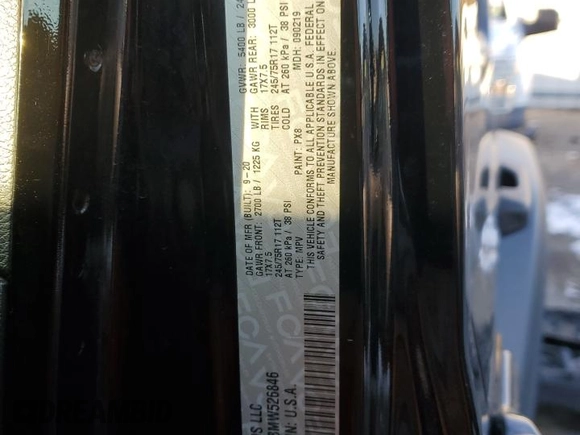 S LLC
DATE OF MFR (BUILT): 9-20 GVWR: 5400 LB / 24
GAWR FRONT: 2700 LB / 1225 KG WITH GAWR REAR: 3000 L
17X7.5 RIMS 17X7.5
245/75R17 112T TIRES 245/75R17 112T
AT 260 kPa / 38 PSI COLD AT 260 kPa / 38 PSI
TYPE: MPV PAINT: PX8 MDH: 090219
THIS VEHICLE CONFORMS TO ALL APPLICABLE U.S.A. FEDERAL
SAFETY AND THEFT PREVENTION STANDARDS IN EFFECT ON
MANUFACTURE SHOWN ABOVE.
MW526846
N: U.S.A.
FCA